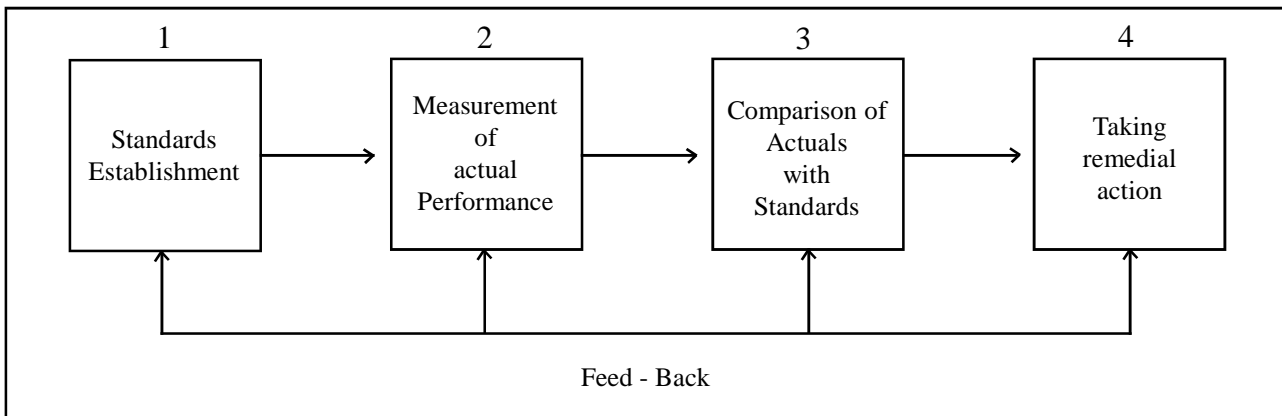 1
Standards
Establishment
2
Measurement
of
actual
Performance
3
Comparison of
Actuals
with
Standards
4
Taking
remedial
action
Feed - Back